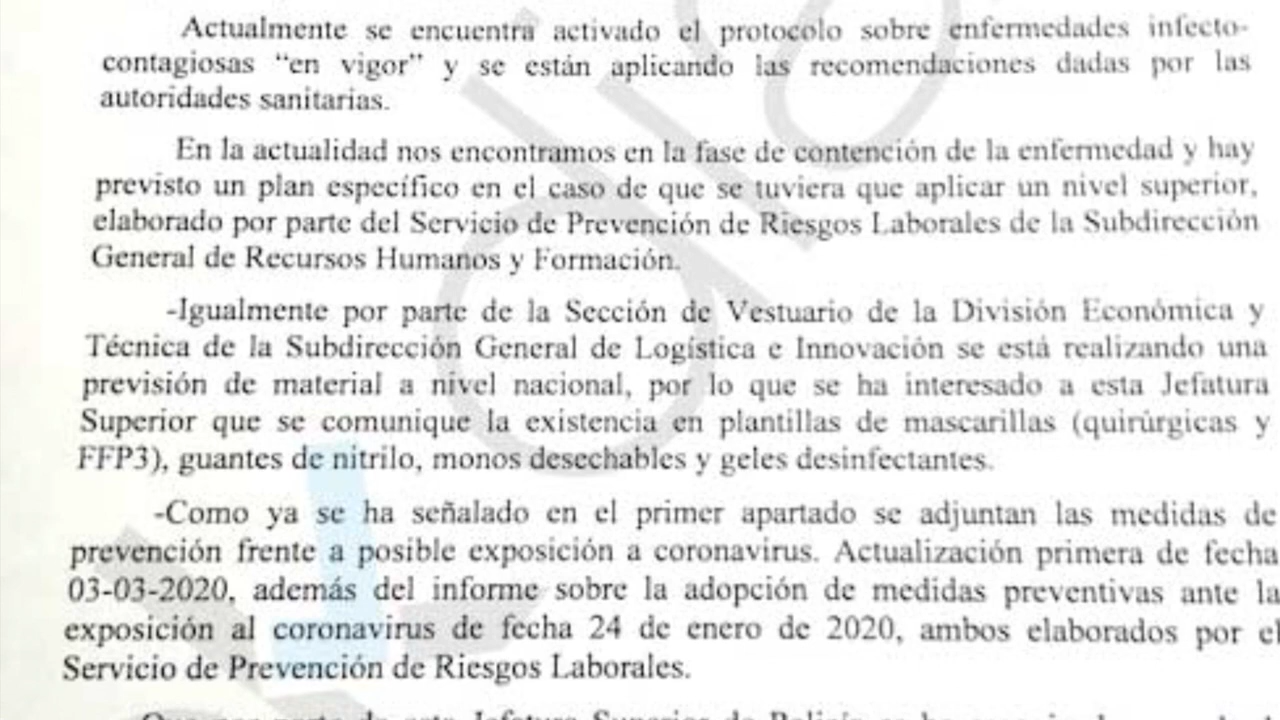 Actualmente se encuentra activado el protocolo sobre enfermedades infecto-
contagiosas “en vigor” y se están aplicando las recomendaciones dadas por las
autoridades sanitarias.
En la actualidad nos encontramos en la fase de contención de la enfermedad y hay
previsto un plan específico en el caso de que se tuviera que aplicar un nivel superior,
elaborado por parte del Servicio de Prevención de Riesgos Laborales de la Subdirección
General de Recursos Humanos y Formación.
-Igualmente por parte de la Sección de Vestuario de la División Económica y
Técnica de la Subdirección General de Logística e Innovación se está realizando una
previsión de material a nivel nacional, por lo que se ha interesado a esta Jefatura
Superior que se comunique la existencia en plantillas de mascarillas (quirúrgicas y
FFP3), guantes de nitrilo, monos desechables y geles desinfectantes.
-Como ya se ha señalado en el primer apartado se adjuntan las medidas de
prevención frente a posible exposición a coronavirus. Actualización primera de fecha
03-03-2020, además del informe sobre la adopción de medidas preventivas ante la
exposición al coronavirus de fecha 24 de enero de 2020, ambos elaborados por el
Servicio de Prevención de Riesgos Laborales.